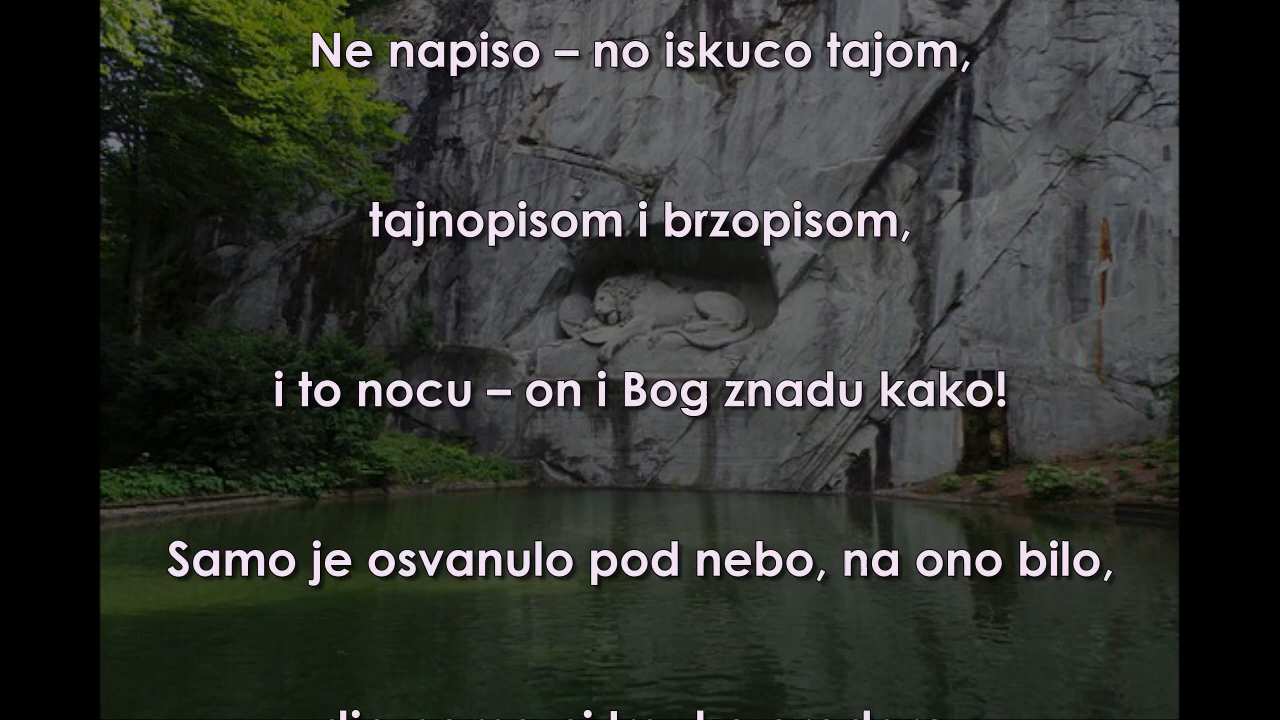 Ne napiso – no iskuco tajom,
tajnopisom i brzopisom,
i to nocu – on i Bog znadu kako!
Samo je osvanulo pod nebo, na ono bilo,